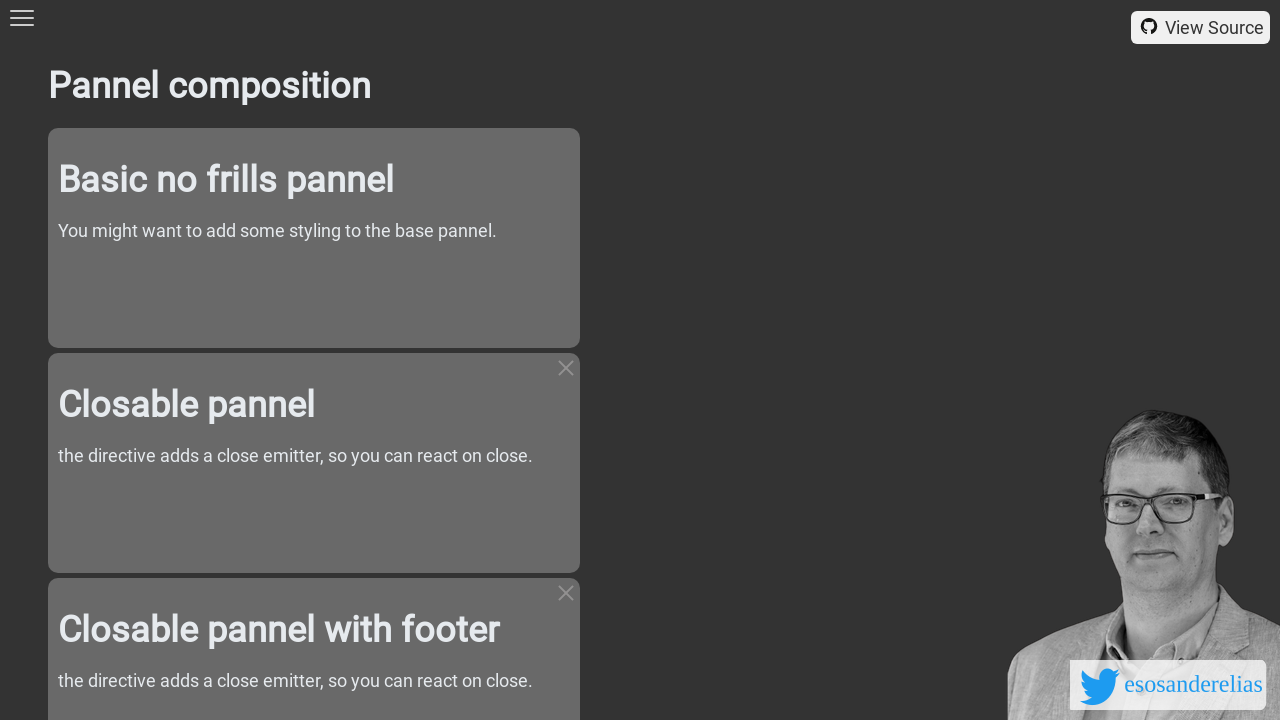 View Source
Pannel composition
Basic no frills pannel
You might want to add some styling to the base pannel.
Closable pannel
the directive adds a close emitter, so you can react on close.
Closable pannel with footer
the directive adds a close emitter, so you can react on close.
esosanderelias